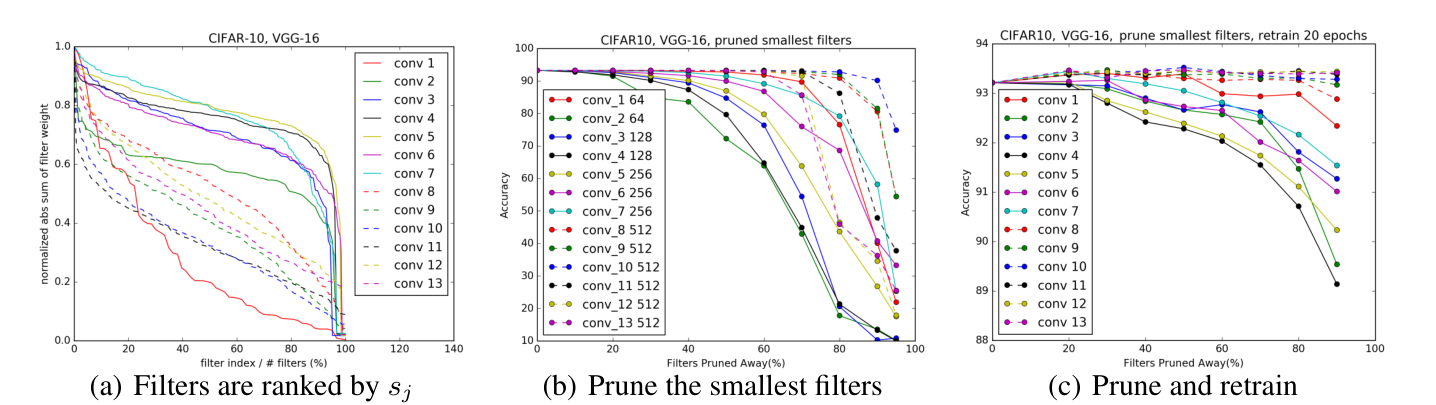 CIFAR-10, VGG-16
normalized abs sum of filter weight
1.0
0.8
0.6
0.4
0.2
0.0
0
20
40
60
80
100
120
140
filter index / # filters (%)
conv 1
conv 2
conv 3
conv 4
conv 5
conv 6
conv 7
conv 8
conv 9
conv 10
conv 11
conv 12
conv 13
(a) Filters are ranked by s_j
CIFAR10, VGG-16, pruned smallest filters
Accuracy
100
90
80
70
60
50
40
30
20
10
0
20
40
60
80
100
Filters Pruned Away(%)
conv_1 64
conv_2 64
conv_3 128
conv_4 128
conv_5 256
conv_6 256
conv_7 256
conv_8 512
conv_9 512
conv_10 512
conv_11 512
conv_12 512
conv_13 512
(b) Prune the smallest filters
CIFAR10, VGG-16, prune smallest filters, retrain 20 epochs
Accuracy
94
93
92
91
90
89
88
0
20
40
60
80
100
Filters Pruned Away(%)
conv 1
conv 2
conv 3
conv 4
conv 5
conv 6
conv 7
conv 8
conv 9
conv 10
conv 11
conv 12
conv 13
(c) Prune and retrain